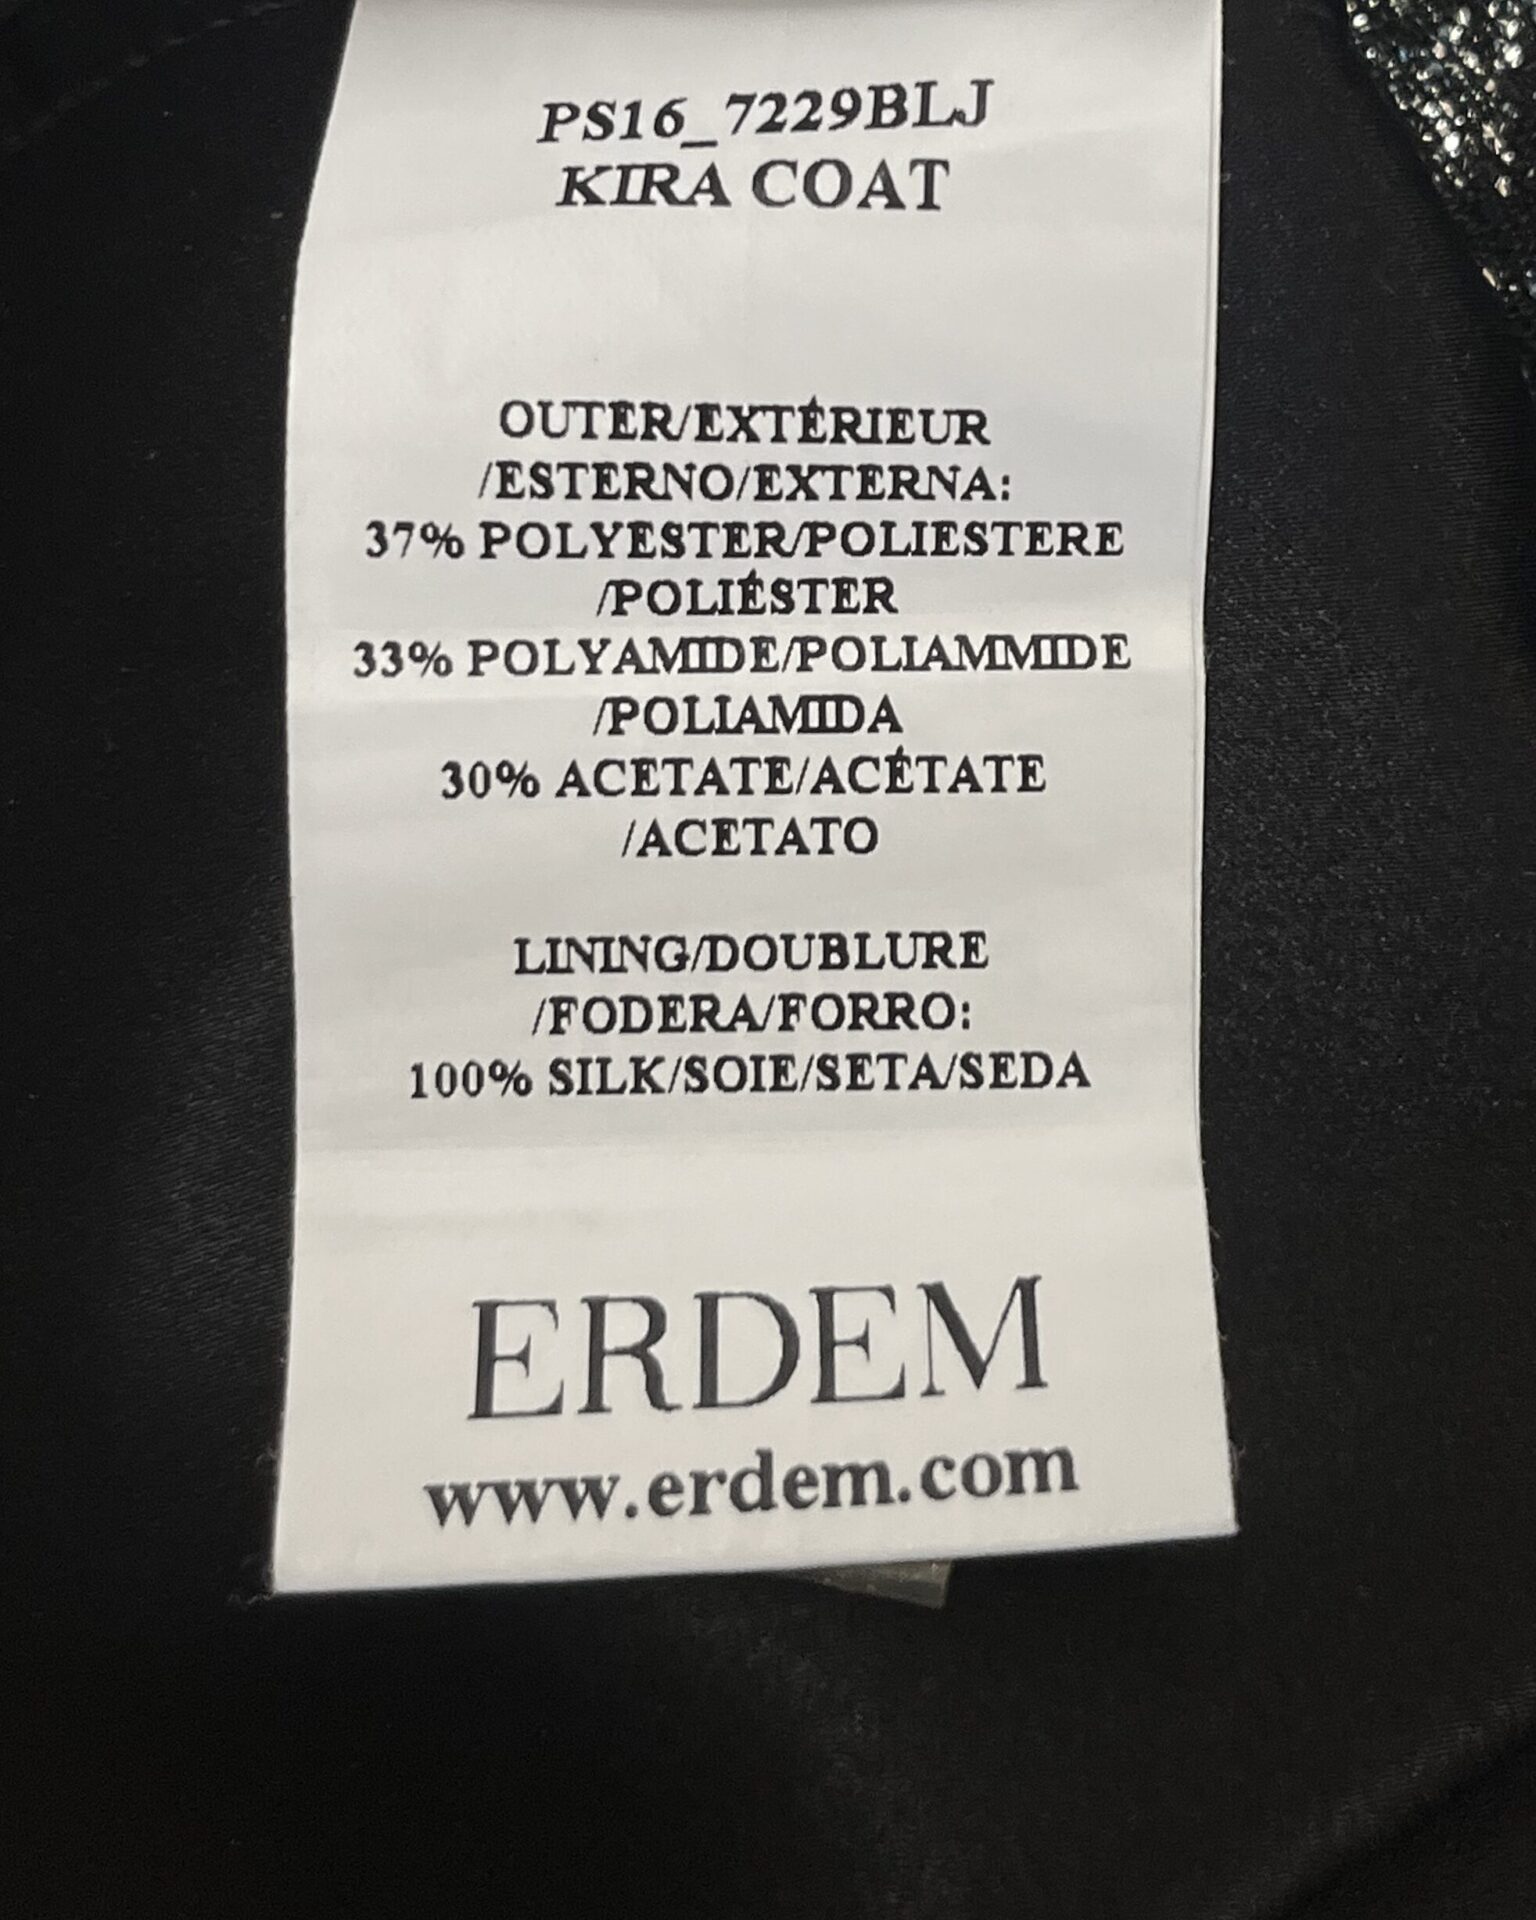 PS16_7229BLJ
KIRA COAT
OUTER/EXTÉRIEUR
/ESTERNO/EXTERNA:
37% POLYESTER/POLIESTERE
/POLIÉSTER
33% POLYAMIDE/POLIAMMIDE
/POLIAMIDA
30% ACETATE/ACÉTATE
/ACETATO
LINING/DOUBLURE
/FODERA/FORRO:
100% SILK/SOIE/SETA/SEDA
ERDEM
www.erdem.com